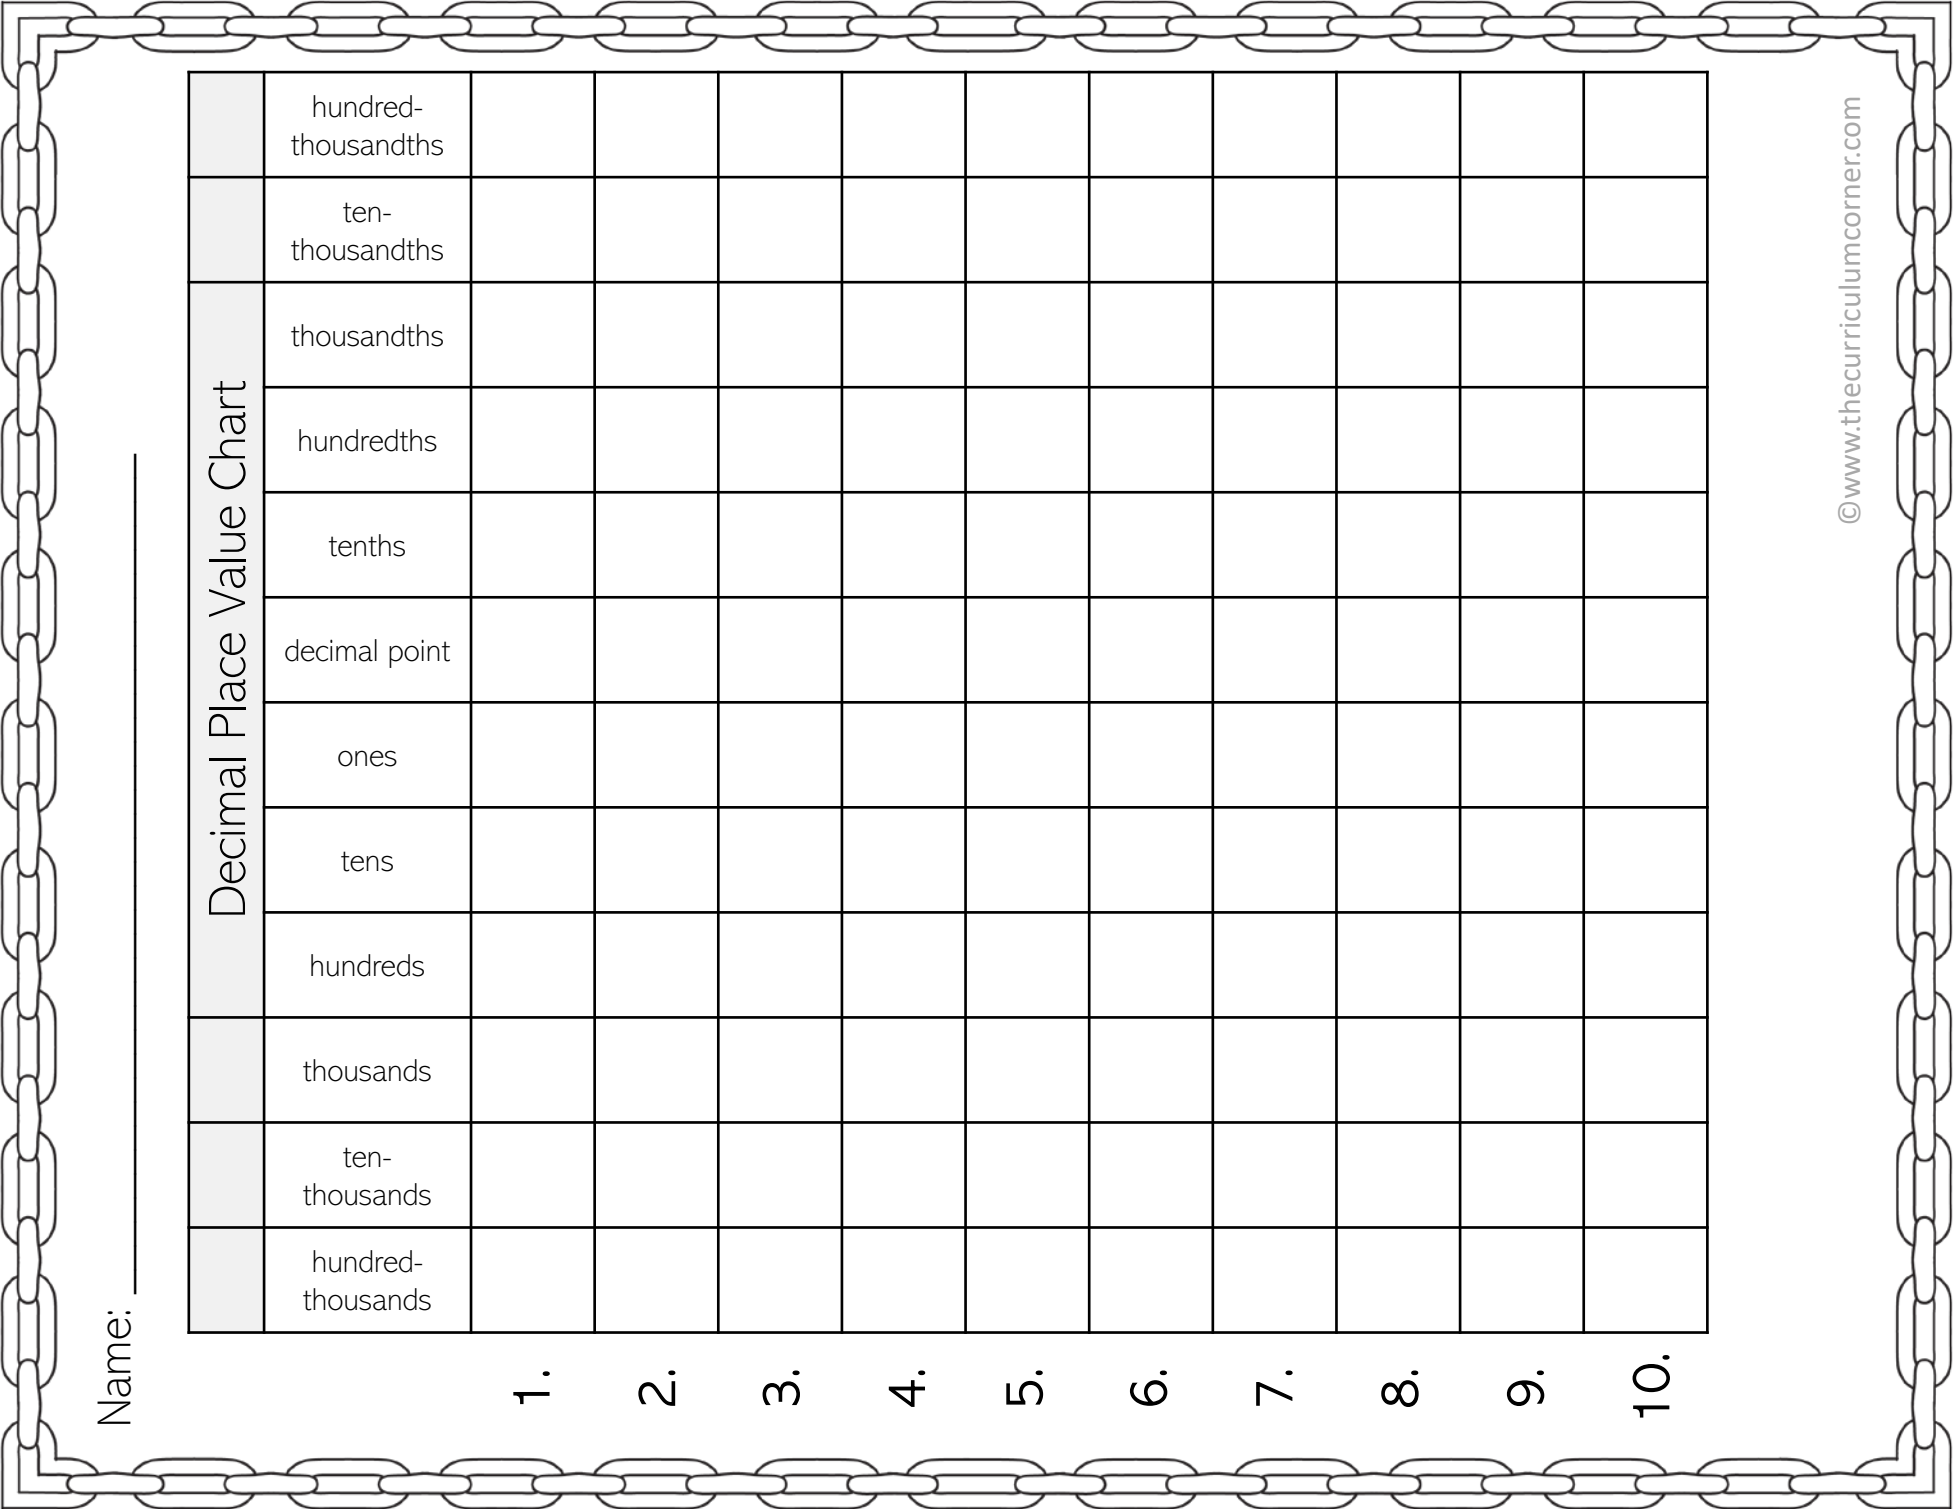 Name:
Decimal Place Value Chart
hundred-
thousands
ten-
thousands
thousands
hundreds
tens
ones
decimal point
tenths
hundredths
thousandths
ten-
thousandths
hundred-
thousandths
1.
2.
3.
4.
5.
6.
7.
8.
9.
10.
©www.thecurriculumcorner.com